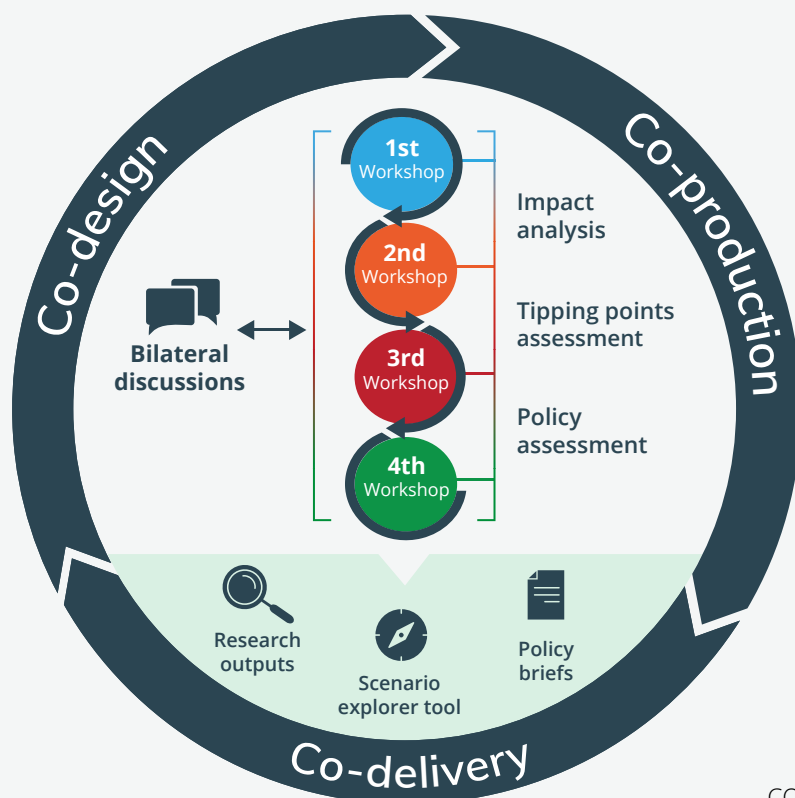 Co-design
Co-production
1st
Workshop
2nd
Workshop
3rd
Workshop
4th
Workshop
Bilateral
discussions
Impact
analysis
Tipping points
assessment
Policy
assessment
Research
outputs
Scenario
explorer tool
Policy
briefs
Co-delivery